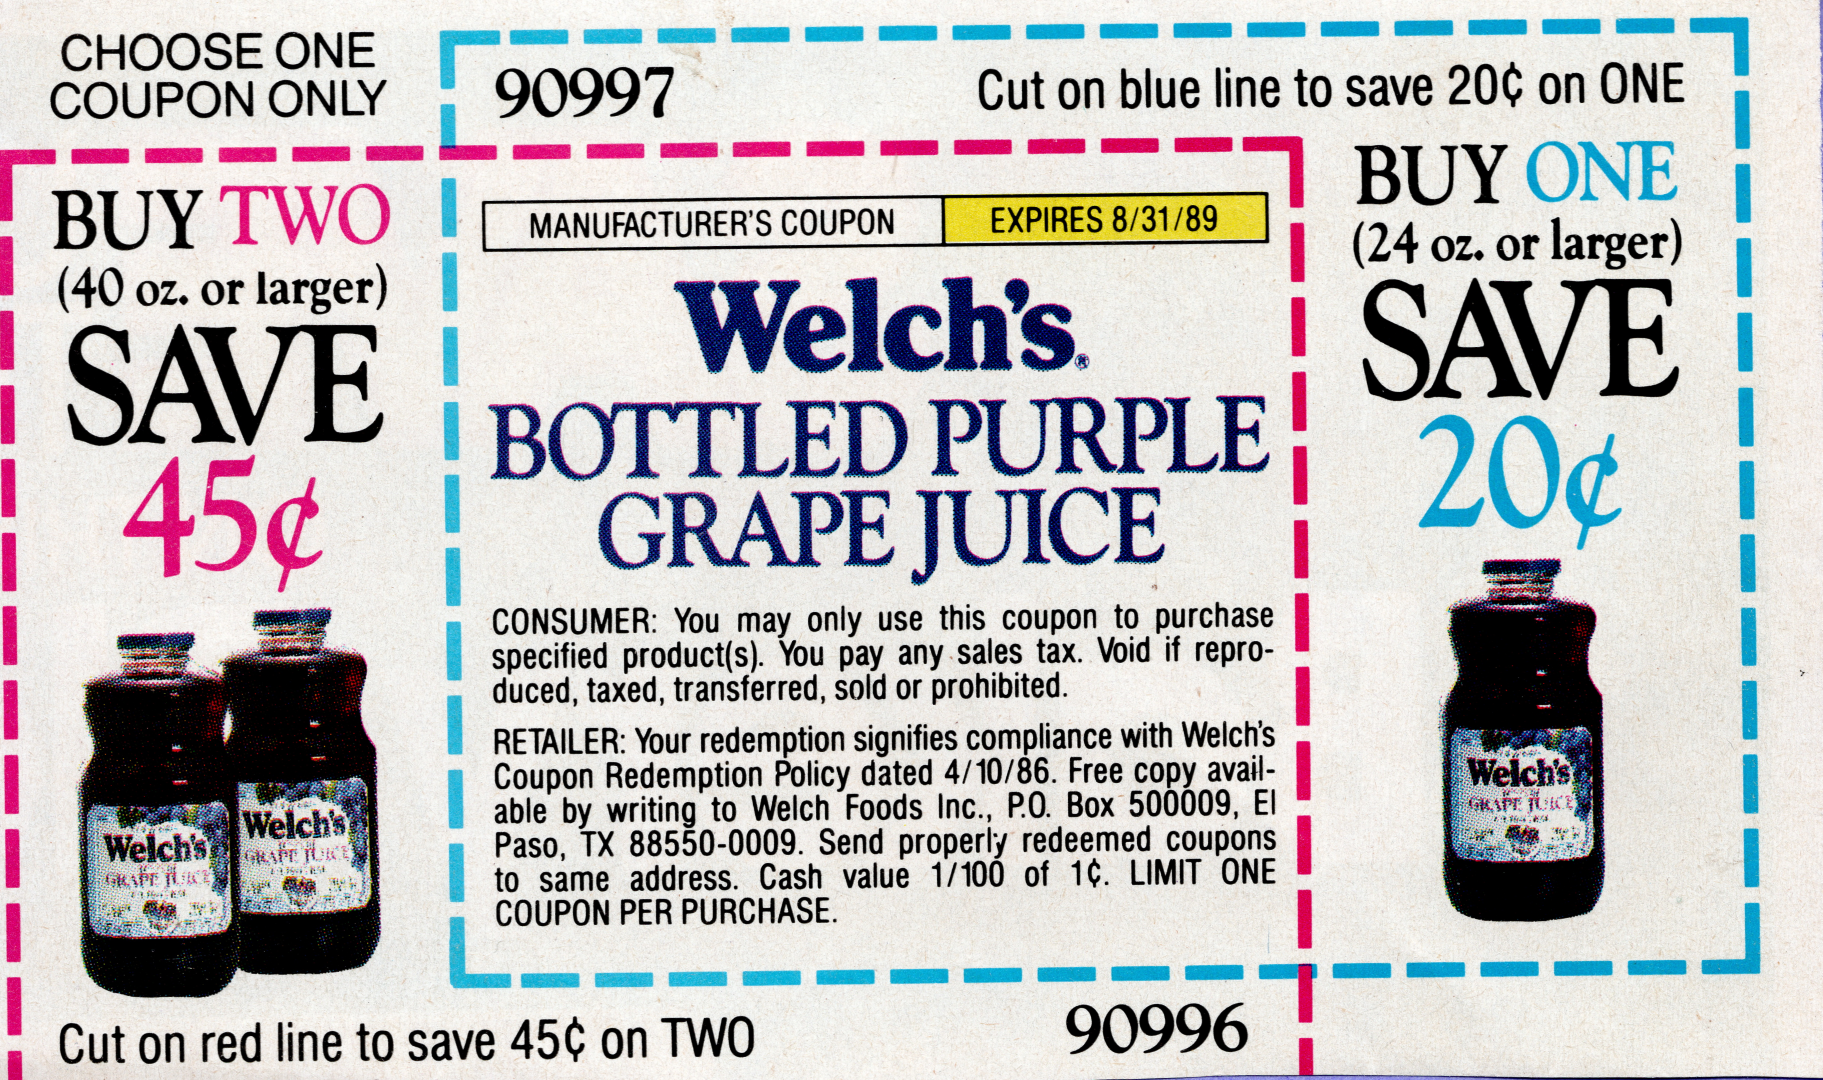 CHOOSE ONE
COUPON ONLY
90997
Cut on blue line to save 20¢ on ONE
BUY TWO
(40 oz. or larger)
SAVE
45¢
MANUFACTURER'S COUPON
EXPIRES 8/31/89
Welch's®
BOTTLED PURPLE
GRAPE JUICE
CONSUMER: You may only use this coupon to purchase
specified product(s). You pay any sales tax. Void if repro-
duced, taxed, transferred, sold or prohibited.
RETAILER: Your redemption signifies compliance with Welch's
Coupon Redemption Policy dated 4/10/86. Free copy avail-
able by writing to Welch Foods Inc., P.O. Box 500009, El
Paso, TX 88550-0009. Send properly redeemed coupons
to same address. Cash value 1/100 of 1¢. LIMIT ONE
COUPON PER PURCHASE.
BUY ONE
(24 oz. or larger)
SAVE
20¢
Welch's
GRAPE JUICE
Welch's
GRAPE JUICE
Welch's
GRAPE JUICE
Cut on red line to save 45¢ on TWO
90996